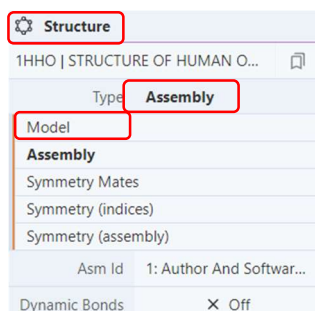 Structure
1HHO | STRUCTURE OF HUMAN O...
Type Assembly
Model
Assembly
Symmetry Mates
Symmetry (indices)
Symmetry (assembly)
Asm Id 1: Author And Softwar...
Dynamic Bonds × Off